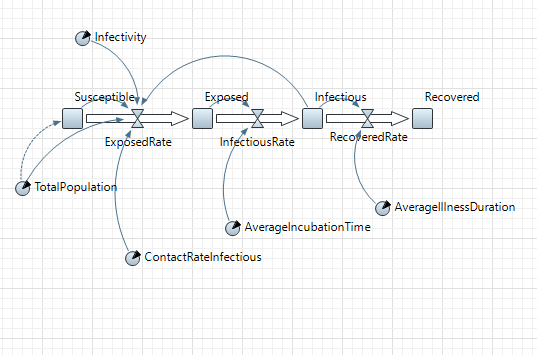 Infectivity
Susceptible
Exposed
Infectious
Recovered
ExposedRate
InfectiousRate
RecoveredRate
TotalPopulation
AverageIllnessDuration
AverageIncubationTime
ContactRateInfectious